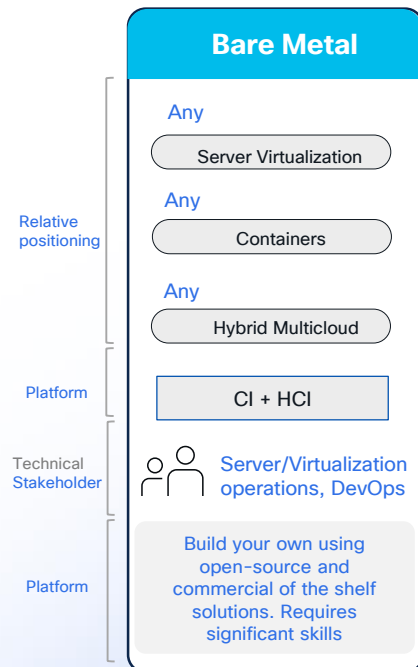 Bare Metal
Any
Server Virtualization
Any
Containers
Any
Hybrid Multicloud
Relative
positioning
Platform
CI + HCI
Technical
Stakeholder
Server/Virtualization
operations, DevOps
Platform
Build your own using
open-source and
commercial of the shelf
solutions. Requires
significant skills